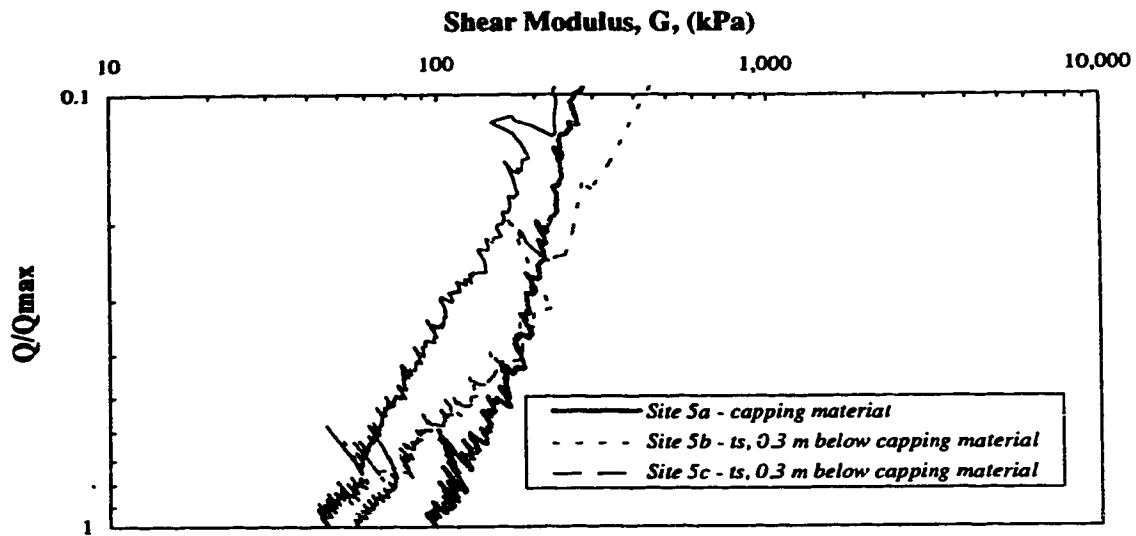 Shear Modulus, G, (kPa)
10 100 1,000 10,000
0.1
Q/Qmax
Site 5a - capping material
Site 5b - ts, 0.3 m below capping material
Site 5c - ts, 0.3 m below capping material
1